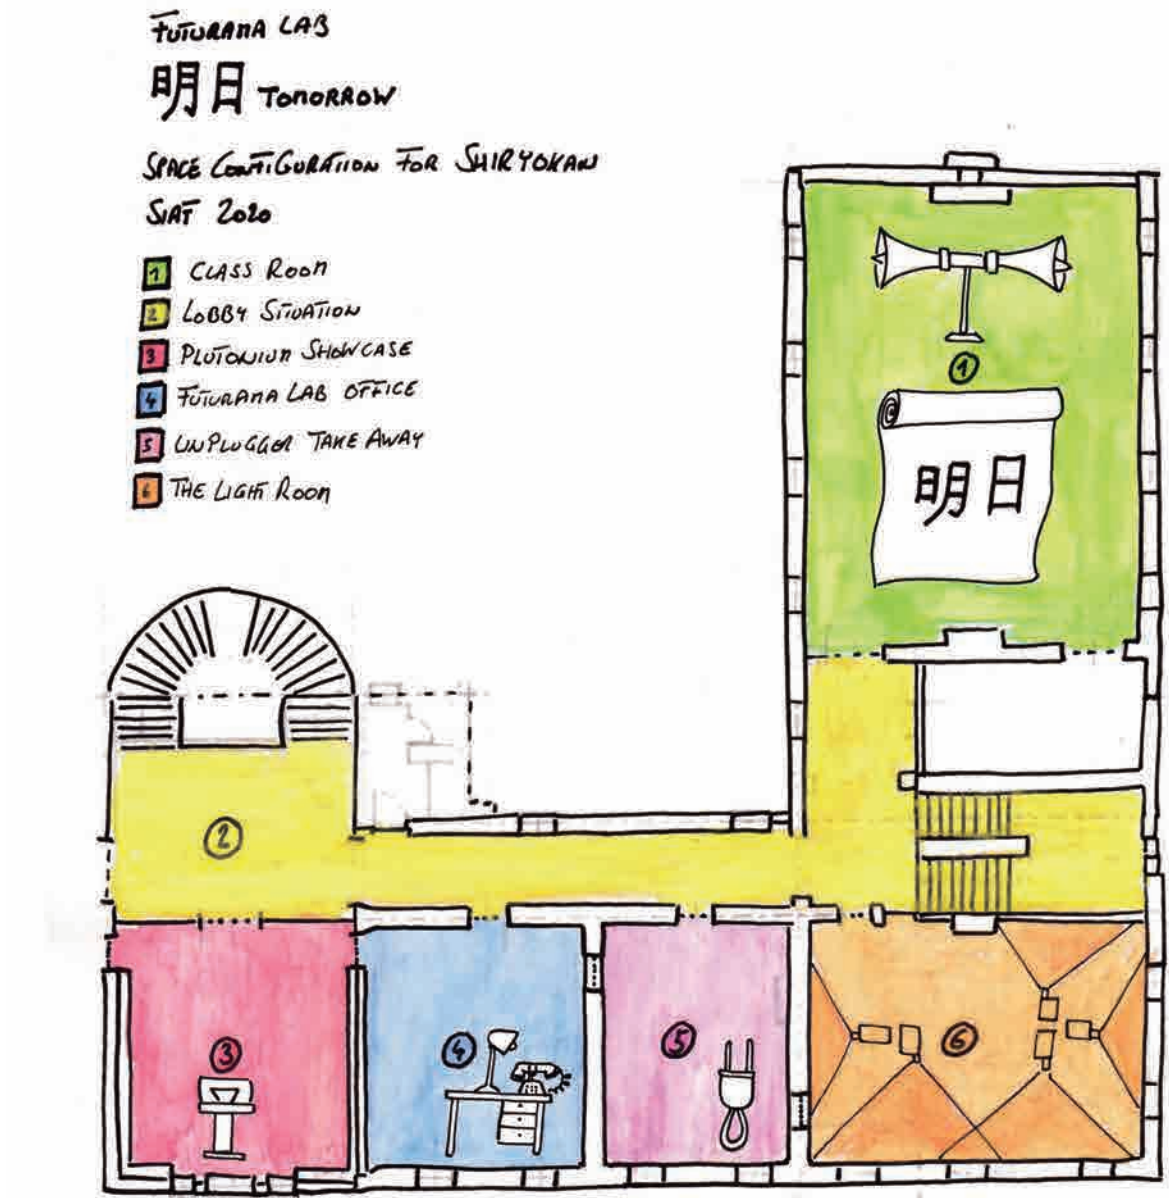 FUTURAMA LAB
明日 TOMORROW
SPACE CONFIGURATION FOR SHIRYOKAN
SIAT 2020
1 CLASS ROOM
2 LOBBY SITUATION
3 PLUTONIUM SHOWCASE
4 FUTURAMA LAB OFFICE
5 UNPLUGGER TAKE AWAY
6 THE LIGHT ROOM
1
明日
2
3
4
5
6